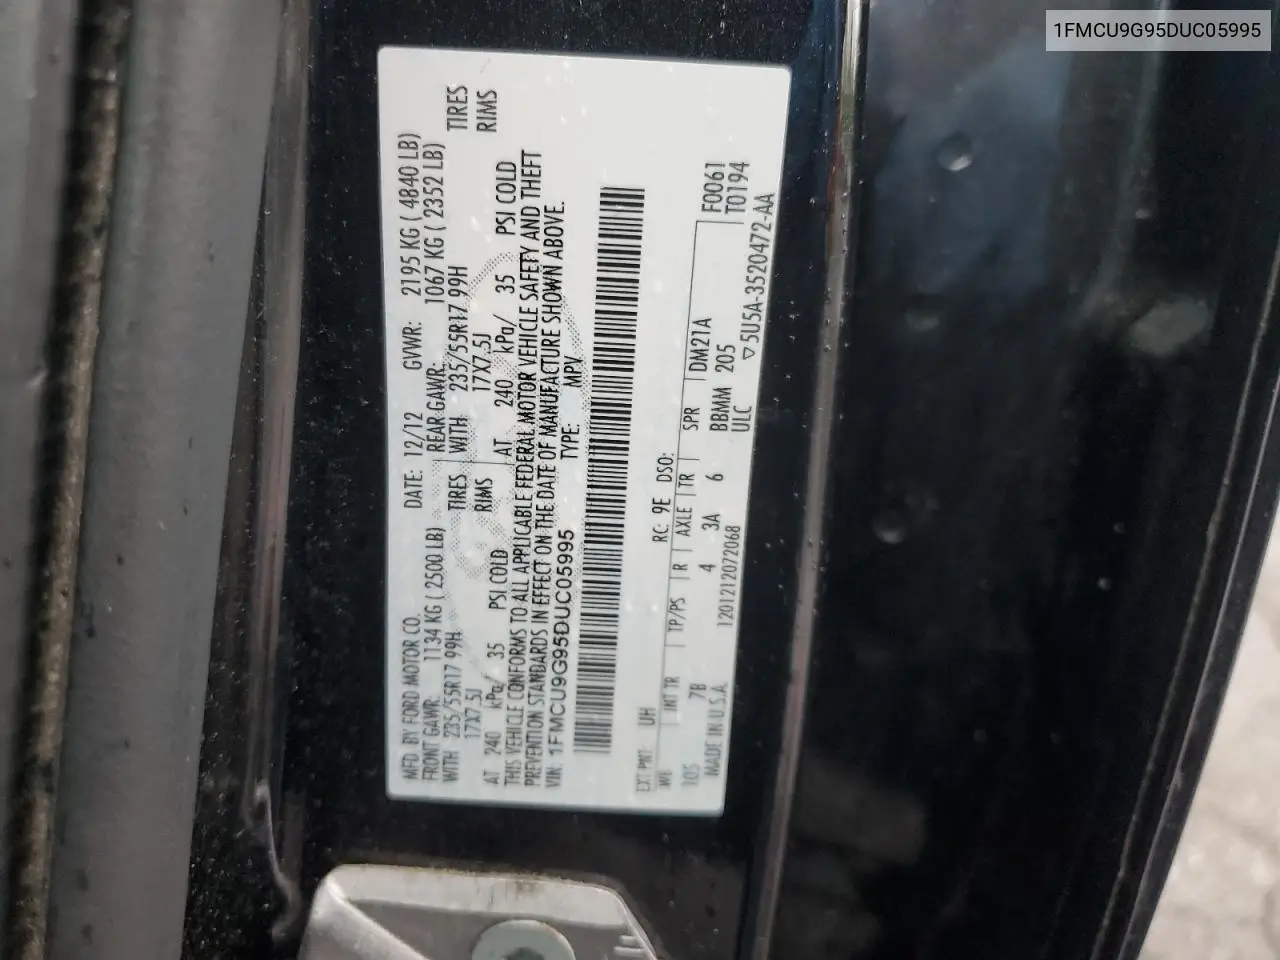 1FMCU9G95DUC05995
MFD. BY FORD MOTOR CO. DATE: 12/12 GVWR: 2195 KG ( 4840 LB)
FRONT GAWR: 1134 KG ( 2500 LB) REAR GAWR: 1067 KG ( 2352 LB)
WITH 235/55R17 99H TIRES WITH 235/55R17 99H TIRES
17X7.5J RIMS 17X7.5J RIMS
AT 240 kPa/ 35 PSI COLD AT 240 kPa/ 35 PSI COLD
THIS VEHICLE CONFORMS TO ALL APPLICABLE FEDERAL MOTOR VEHICLE SAFETY AND THEFT
PREVENTION STANDARDS IN EFFECT ON THE DATE OF MANUFACTURE SHOWN ABOVE.
VIN: 1FMCU9G95DUC05995 TYPE: MPV
EXT PNT: UH RC: 9E DSO:
WB INT TR TP/PS R AXLE TR SPR DM21A F0061
105 7B 4 3A 6 BBMM 205 T0194
MADE IN U.S.A. 1201212072068 ULC ▽5U5A-3520472-AA